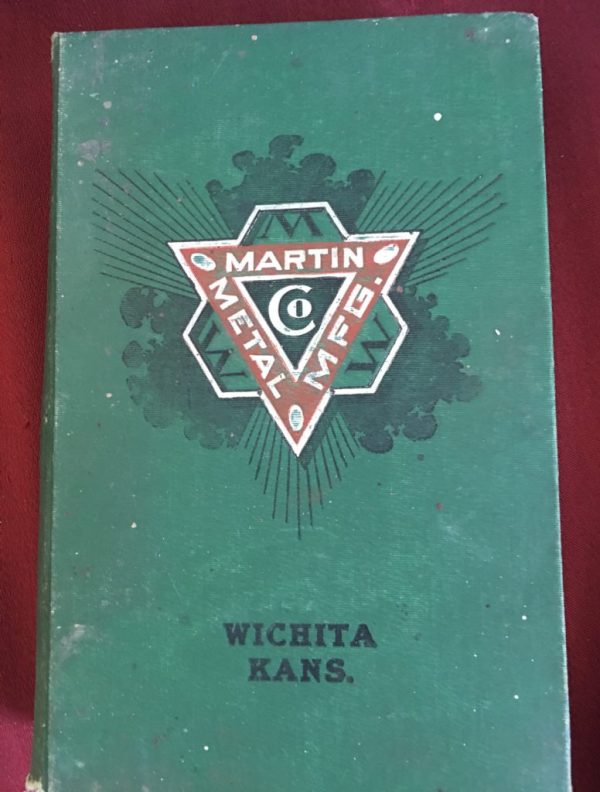 M
MARTIN
METAL
MFG.
Co
W
W
WICHITA
KANS.